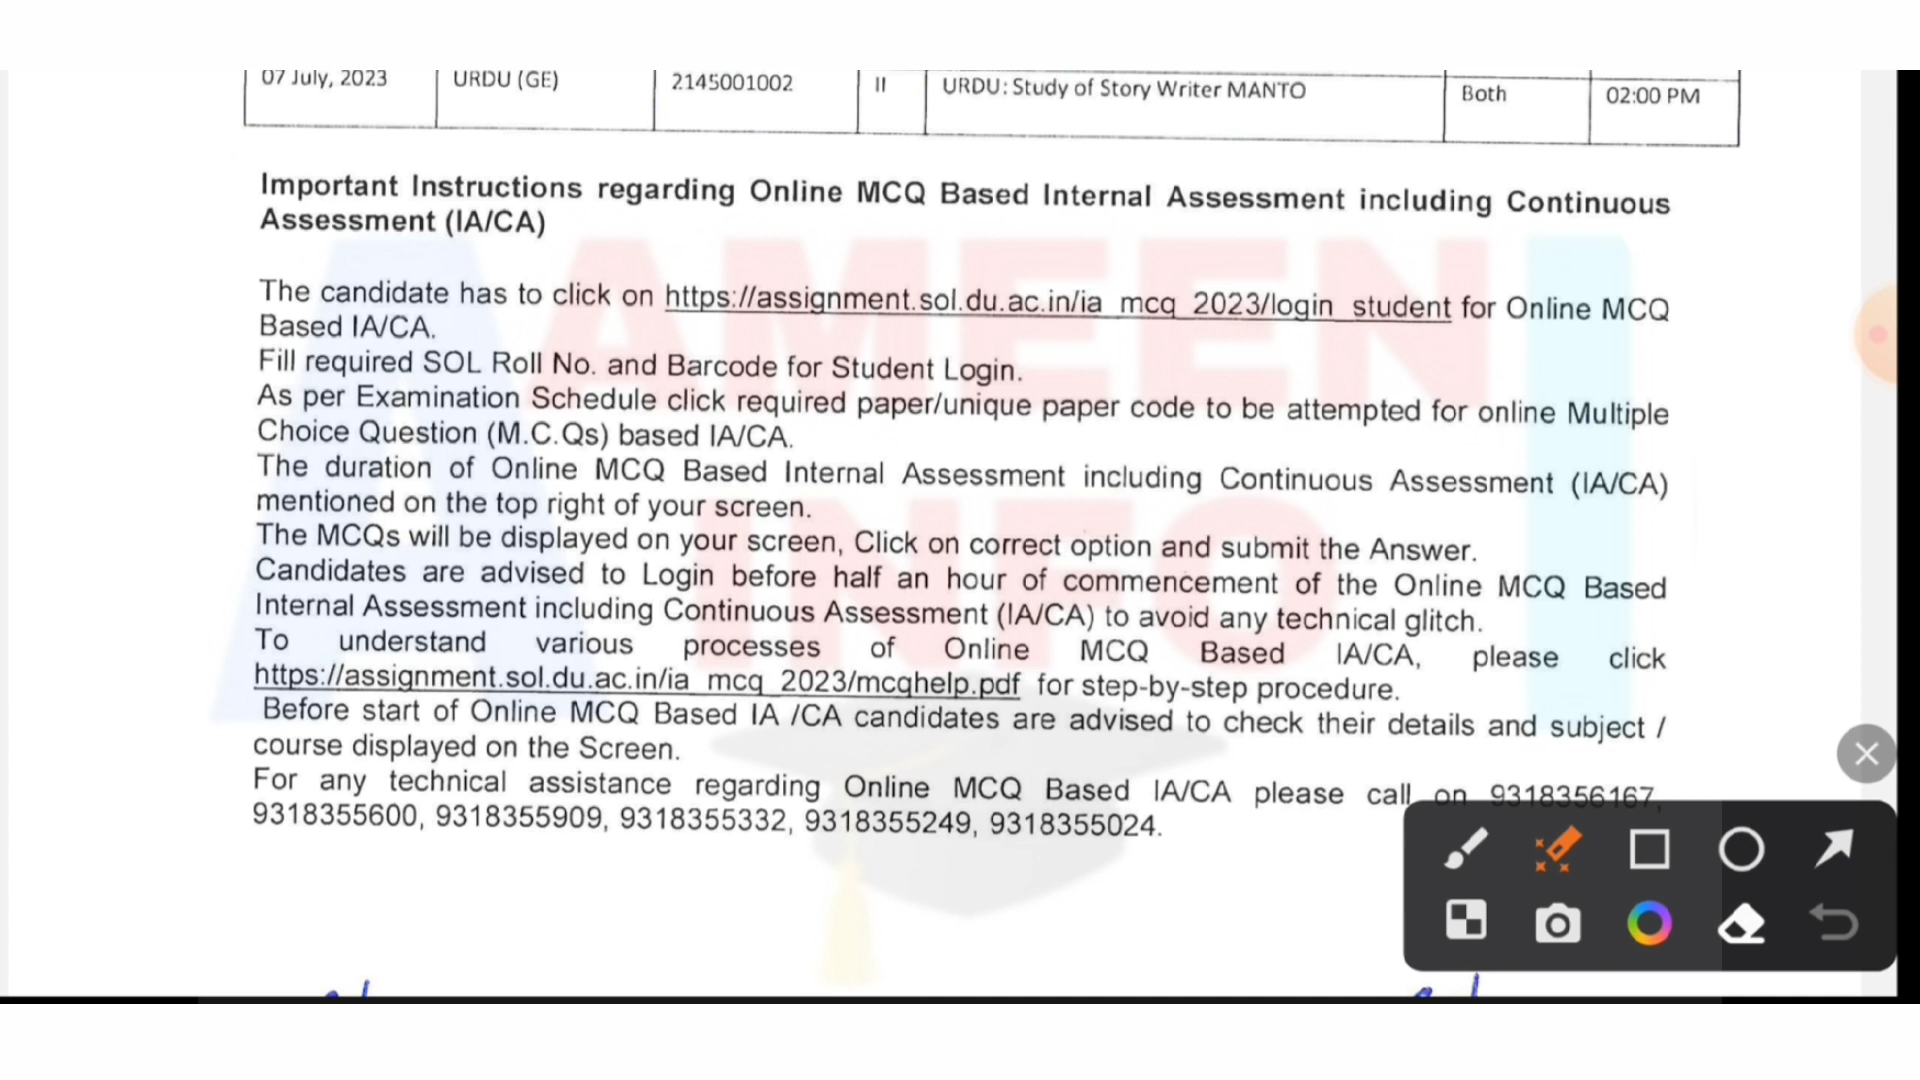 07 July, 2023 URDU (GE) 2145001002 II URDU: Study of Story Writer MANTO Both 02:00 PM
Important Instructions regarding Online MCQ Based Internal Assessment including Continuous
Assessment (IA/CA)
The candidate has to click on https://assignment.sol.du.ac.in/ia_mcq_2023/login_student for Online MCQ
Based IA/CA.
Fill required SOL Roll No. and Barcode for Student Login.
As per Examination Schedule click required paper/unique paper code to be attempted for online Multiple
Choice Question (M.C.Qs) based IA/CA.
The duration of Online MCQ Based Internal Assessment including Continuous Assessment (IA/CA)
mentioned on the top right of your screen.
The MCQs will be displayed on your screen, Click on correct option and submit the Answer.
Candidates are advised to Login before half an hour of commencement of the Online MCQ Based
Internal Assessment including Continuous Assessment (IA/CA) to avoid any technical glitch.
To understand various processes of Online MCQ Based IA/CA, please click
https://assignment.sol.du.ac.in/ia_mcq_2023/mcqhelp.pdf for step-by-step procedure.
Before start of Online MCQ Based IA /CA candidates are advised to check their details and subject /
course displayed on the Screen.
For any technical assistance regarding Online MCQ Based IA/CA please call on 9318356167,
9318355600, 9318355909, 9318355332, 9318355249, 9318355024.
AMEEN
INFO